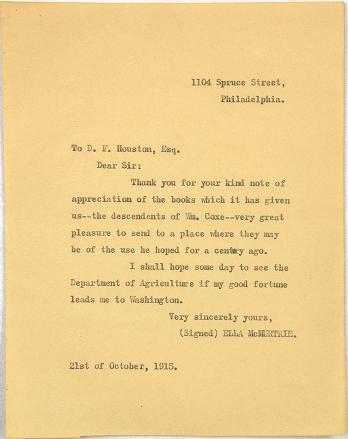 1104 Spruce Street,
Philadelphia.
To D. F. Houston, Esq.
Dear Sir:
Thank you for your kind note of
appreciation of the books which it has given
us--the descendents of Wm. Coxe--very great
pleasure to send to a place where they may
be of the use he hoped for a century ago.
I shall hope some day to see the
Department of Agriculture if my good fortune
leads me to Washington.
Very sincerely yours,
(Signed) ELLA McMURTRIE.
21st of October, 1915.